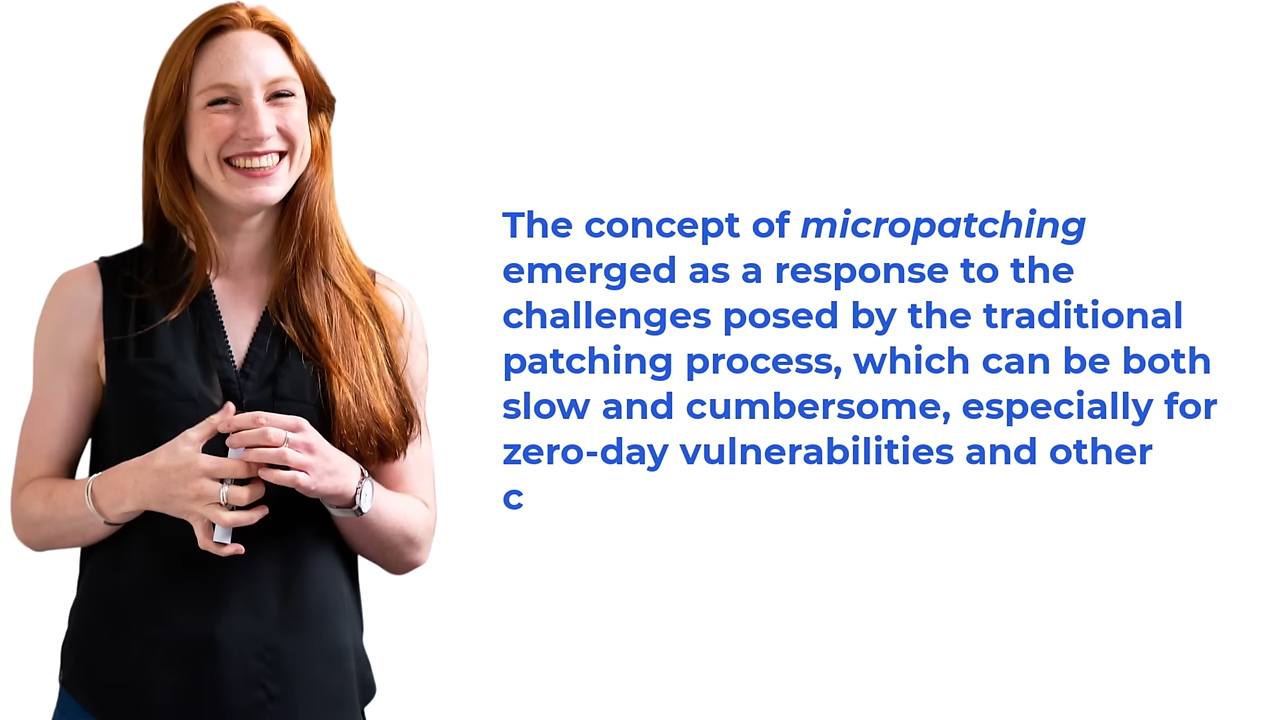 The concept of micropatching
emerged as a response to the
challenges posed by the traditional
patching process, which can be both
slow and cumbersome, especially for
zero-day vulnerabilities and other
c